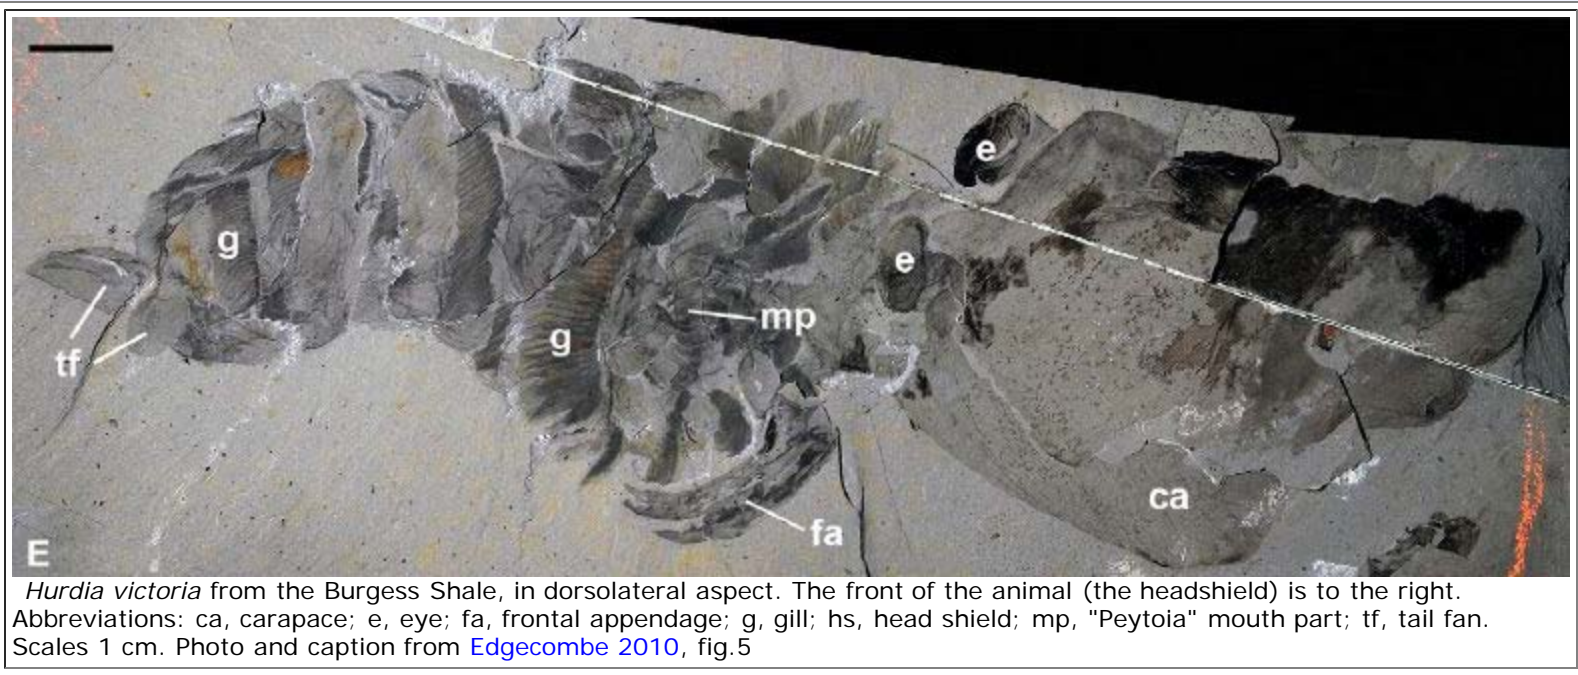 e
g
e
g
mp
tf
ca
fa
E
Hurdia victoria from the Burgess Shale, in dorsolateral aspect. The front of the animal (the headshield) is to the right.
Abbreviations: ca, carapace; e, eye; fa, frontal appendage; g, gill; hs, head shield; mp, "Peytoia" mouth part; tf, tail fan.
Scales 1 cm. Photo and caption from Edgecombe 2010, fig.5